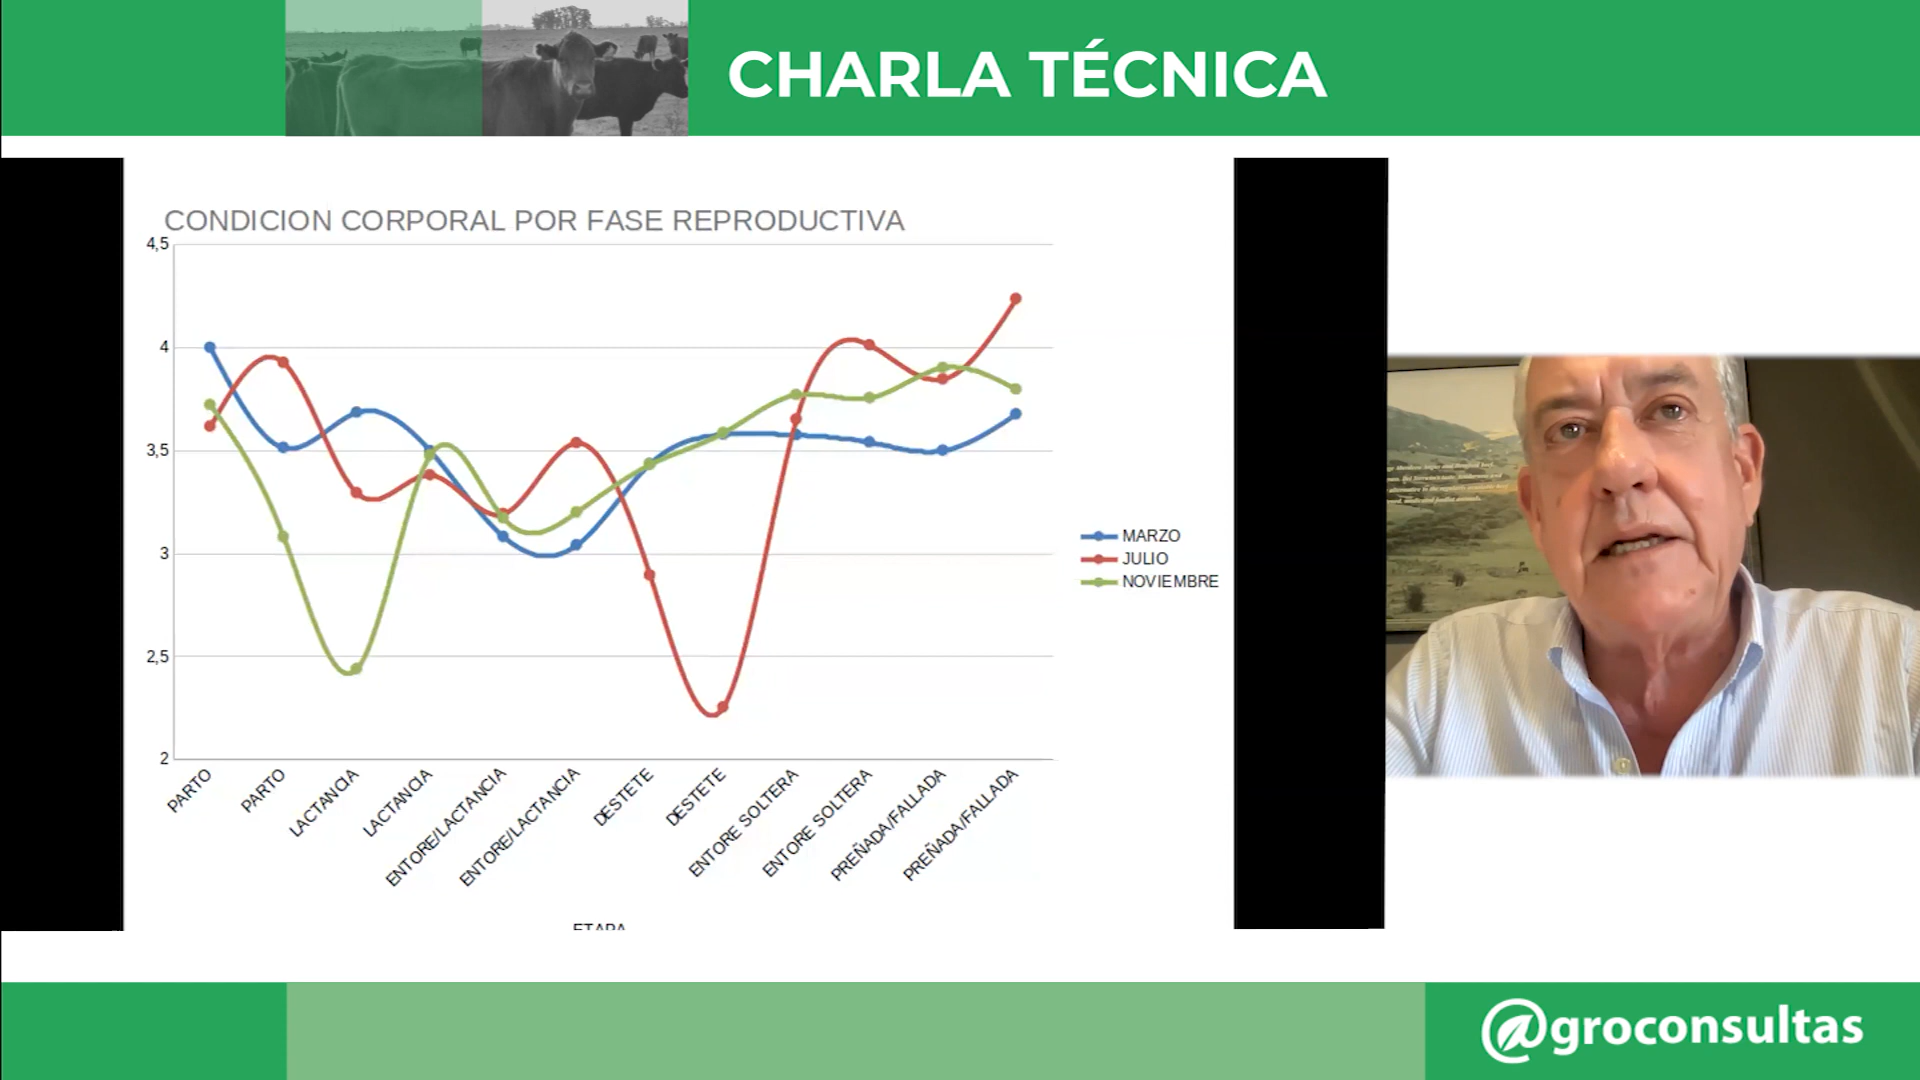 CHARLA TÉCNICA
CONDICION CORPORAL POR FASE REPRODUCTIVA
4,5
4
3,5
3
2,5
2
PARTO
PARTO
LACTANCIA
LACTANCIA
ENTORE/LACTANCIA
ENTORE/LACTANCIA
DESTETE
DESTETE
ENTORE SOLTERA
ENTORE SOLTERA
PREÑADA/FALLADA
PREÑADA/FALLADA
ETAPA
MARZO
JULIO
NOVIEMBRE
@groconsultas